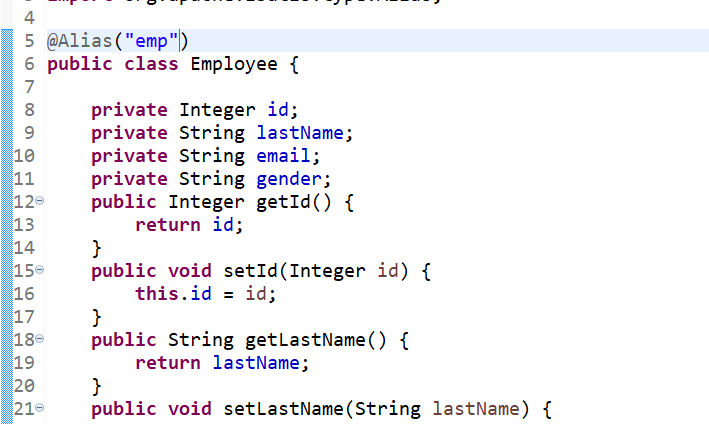 4
5 @Alias("emp")
6 public class Employee {
7
8 private Integer id;
9 private String lastName;
10 private String email;
11 private String gender;
12 public Integer getId() {
13 return id;
14 }
15 public void setId(Integer id) {
16 this.id = id;
17 }
18 public String getLastName() {
19 return lastName;
20 }
21 public void setLastName(String lastName) {